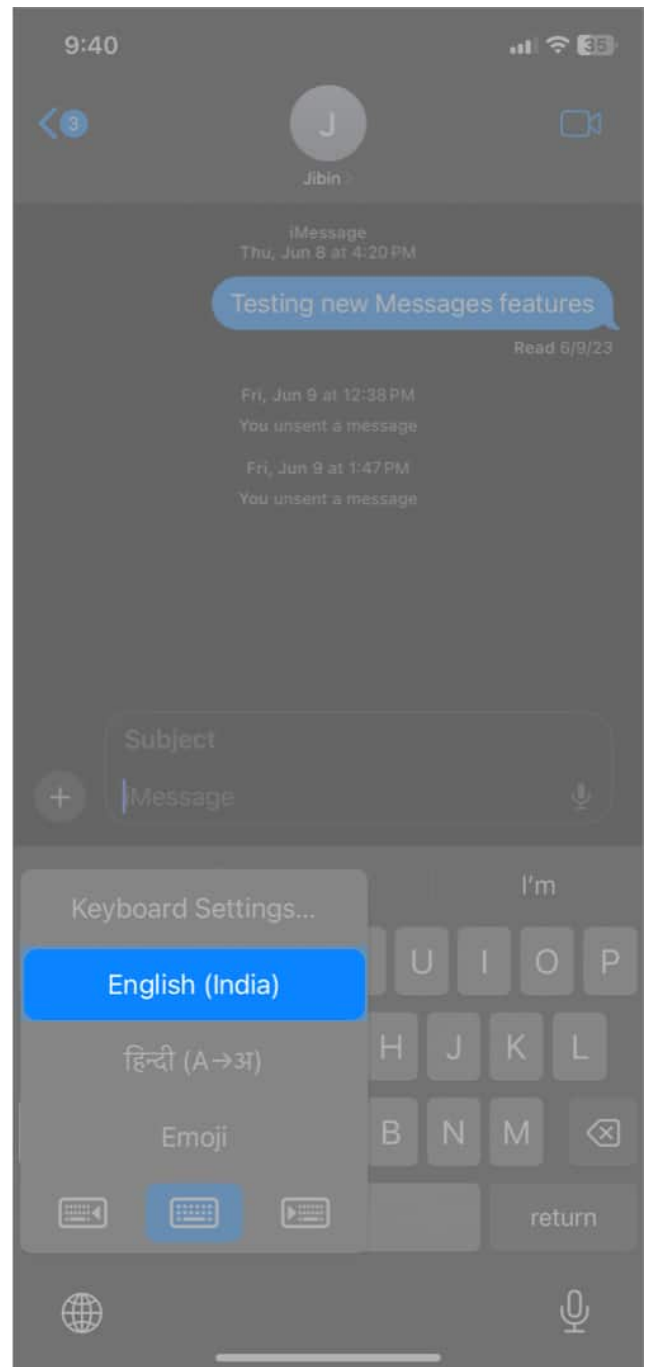 9:40
35
3
J
Jibin
iMessage
Thu, Jun 8 at 4:20 PM
Testing new Messages features
Read 6/9/23
Fri, Jun 9 at 12:38 PM
You unsent a message
Fri, Jun 9 at 1:47 PM
You unsent a message
Subject
iMessage
I'm
Keyboard Settings...
English (India)
हिन्दी (A→अ)
Emoji
U I O P
H J K L
B N M
return